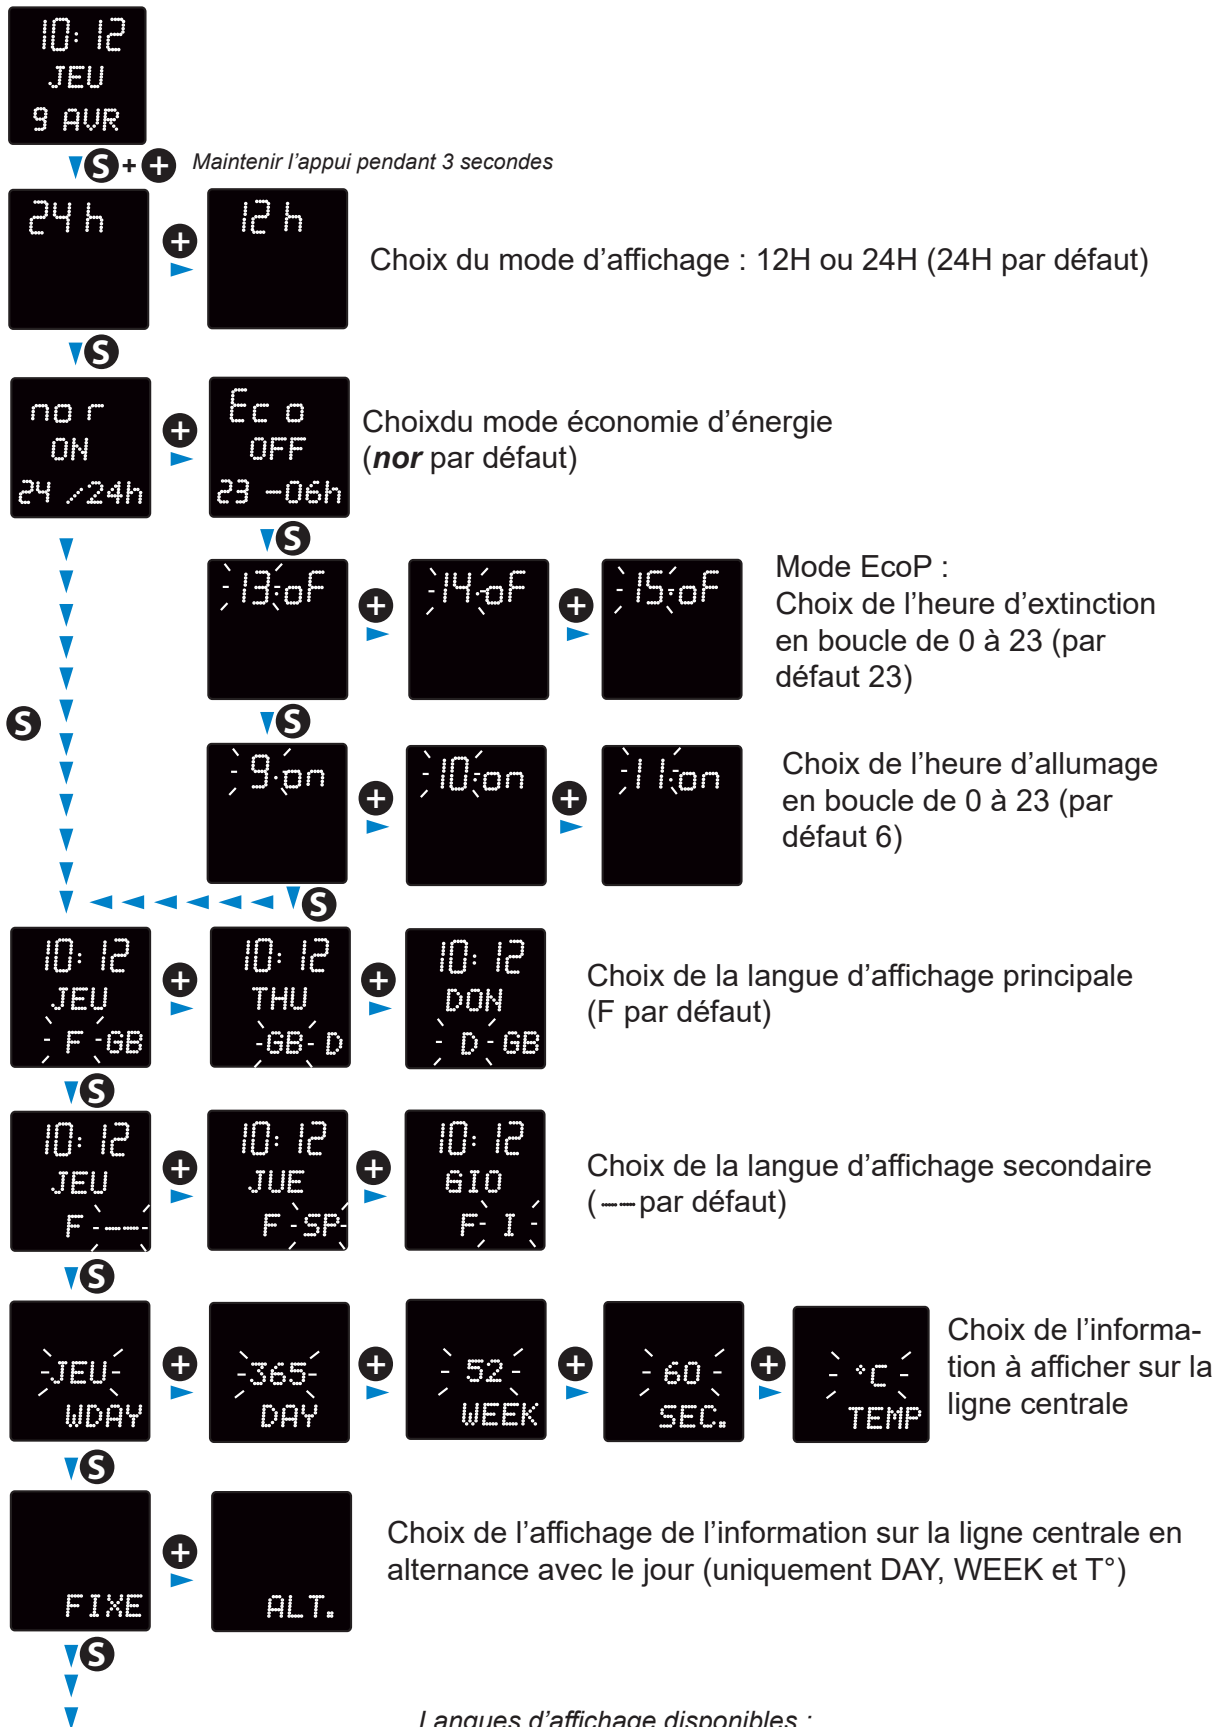 10:12
JEU
9 AVR
S + + Maintenir l’appui pendant 3 secondes
24 h + 12 h
Choix du mode d’affichage : 12H ou 24H (24H par défaut)
S
nor
ON
24 /24h
+
Eco
OFF
23 -06h
Choixdu mode économie d’énergie
(nor par défaut)
S
13:oF + 14:oF + 15:oF
Mode EcoP :
Choix de l’heure d’extinction
en boucle de 0 à 23 (par
défaut 23)
S
S
9:on + 10:on + 11:on
Choix de l’heure d’allumage
en boucle de 0 à 23 (par
défaut 6)
S
10:12
JEU
F GB
+
10:12
THU
GB D
+
10:12
DON
D GB
Choix de la langue d’affichage principale
(F par défaut)
S
10:12
JEU
F --
+
10:12
JUE
F SP
+
10:12
GIO
F I
Choix de la langue d’affichage secondaire
(--par défaut)
S
JEU
WDAY
+
365
DAY
+
52
WEEK
+
60
SEC.
+
°C
TEMP
Choix de l’informa-
tion à afficher sur la
ligne centrale
S
FIXE + ALT.
Choix de l’affichage de l’information sur la ligne centrale en
alternance avec le jour (uniquement DAY, WEEK et T°)
S
Langues d’affichage disponibles :